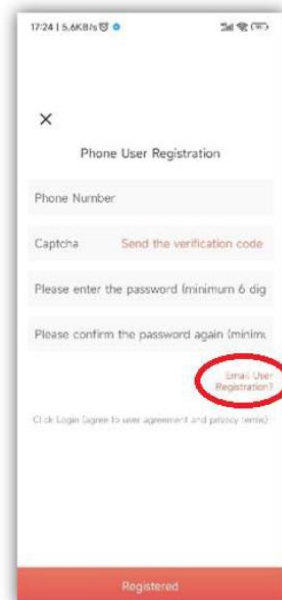 17:24 | 5.6KB/s
Phone User Registration
Phone Number
Captcha Send the verification code
Please enter the password (minimum 6 dig
Please confirm the password again (minimu
Email User
Registration?
Click Login (agree to user agreement and privacy terms)
Registered